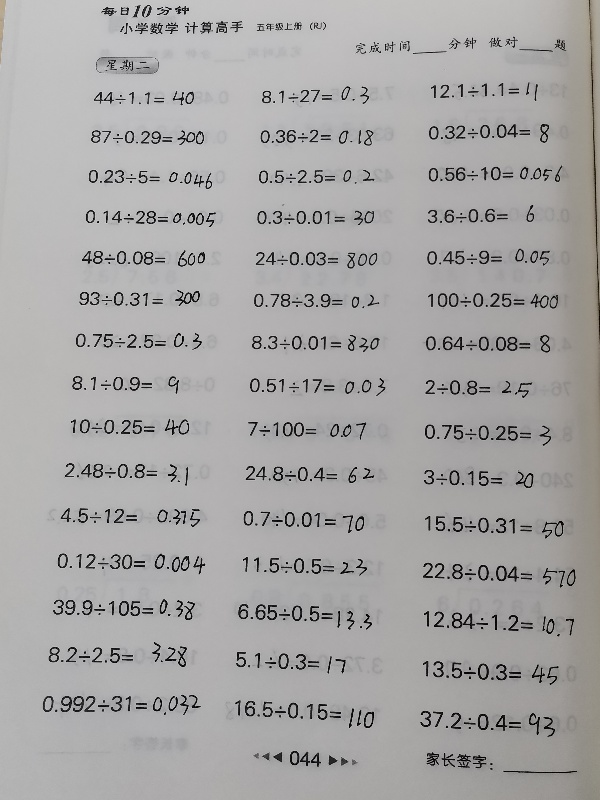 每日10分钟
小学数学 计算高手 五年级上册 (RJ)
完成时间____分钟 做对____题
星期二
44÷1.1= 40 8.1÷27= 0.3 12.1÷1.1= 11
87÷0.29= 300 0.36÷2= 0.18 0.32÷0.04= 8
0.23÷5= 0.046 0.5÷2.5= 0.2 0.56÷10= 0.056
0.14÷28= 0.005 0.3÷0.01= 30 3.6÷0.6= 6
48÷0.08= 600 24÷0.03= 800 0.45÷9= 0.05
93÷0.31= 300 0.78÷3.9= 0.2 100÷0.25= 400
0.75÷2.5= 0.3 8.3÷0.01= 830 0.64÷0.08= 8
8.1÷0.9= 9 0.51÷17= 0.03 2÷0.8= 2.5
10÷0.25= 40 7÷100= 0.07 0.75÷0.25= 3
2.48÷0.8= 3.1 24.8÷0.4= 62 3÷0.15= 20
4.5÷12= 0.375 0.7÷0.01= 70 15.5÷0.31= 50
0.12÷30= 0.004 11.5÷0.5= 23 22.8÷0.04= 570
39.9÷105= 0.38 6.65÷0.5= 13.3 12.84÷1.2= 10.7
8.2÷2.5= 3.28 5.1÷0.3= 17 13.5÷0.3= 45
0.992÷31= 0.032 16.5÷0.15= 110 37.2÷0.4= 93
044
家长签字：________